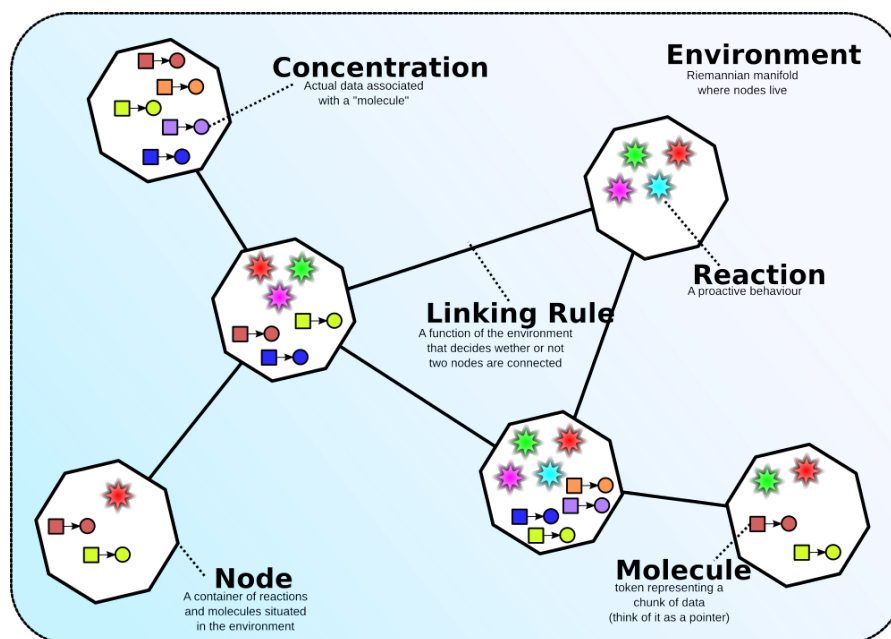 Concentration
Actual data associated
with a "molecule"
Environment
Riemannian manifold
where nodes live
Reaction
A proactive behaviour
Linking Rule
A function of the environment
that decides wether or not
two nodes are connected
Node
A container of reactions
and molecules situated
in the environment
Molecule
token representing a
chunk of data
(think of it as a pointer)